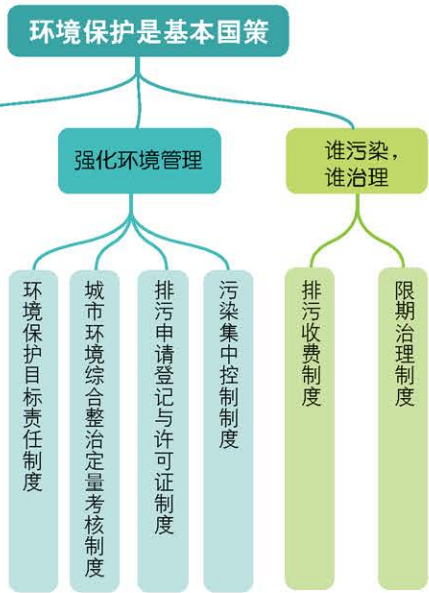 环境保护是基本国策
强化环境管理
谁污染，
谁治理
环境保护目标责任制度
城市环境综合整治定量考核制度
排污申请登记与许可证制度
污染集中控制制度
排污收费制度
限期治理制度